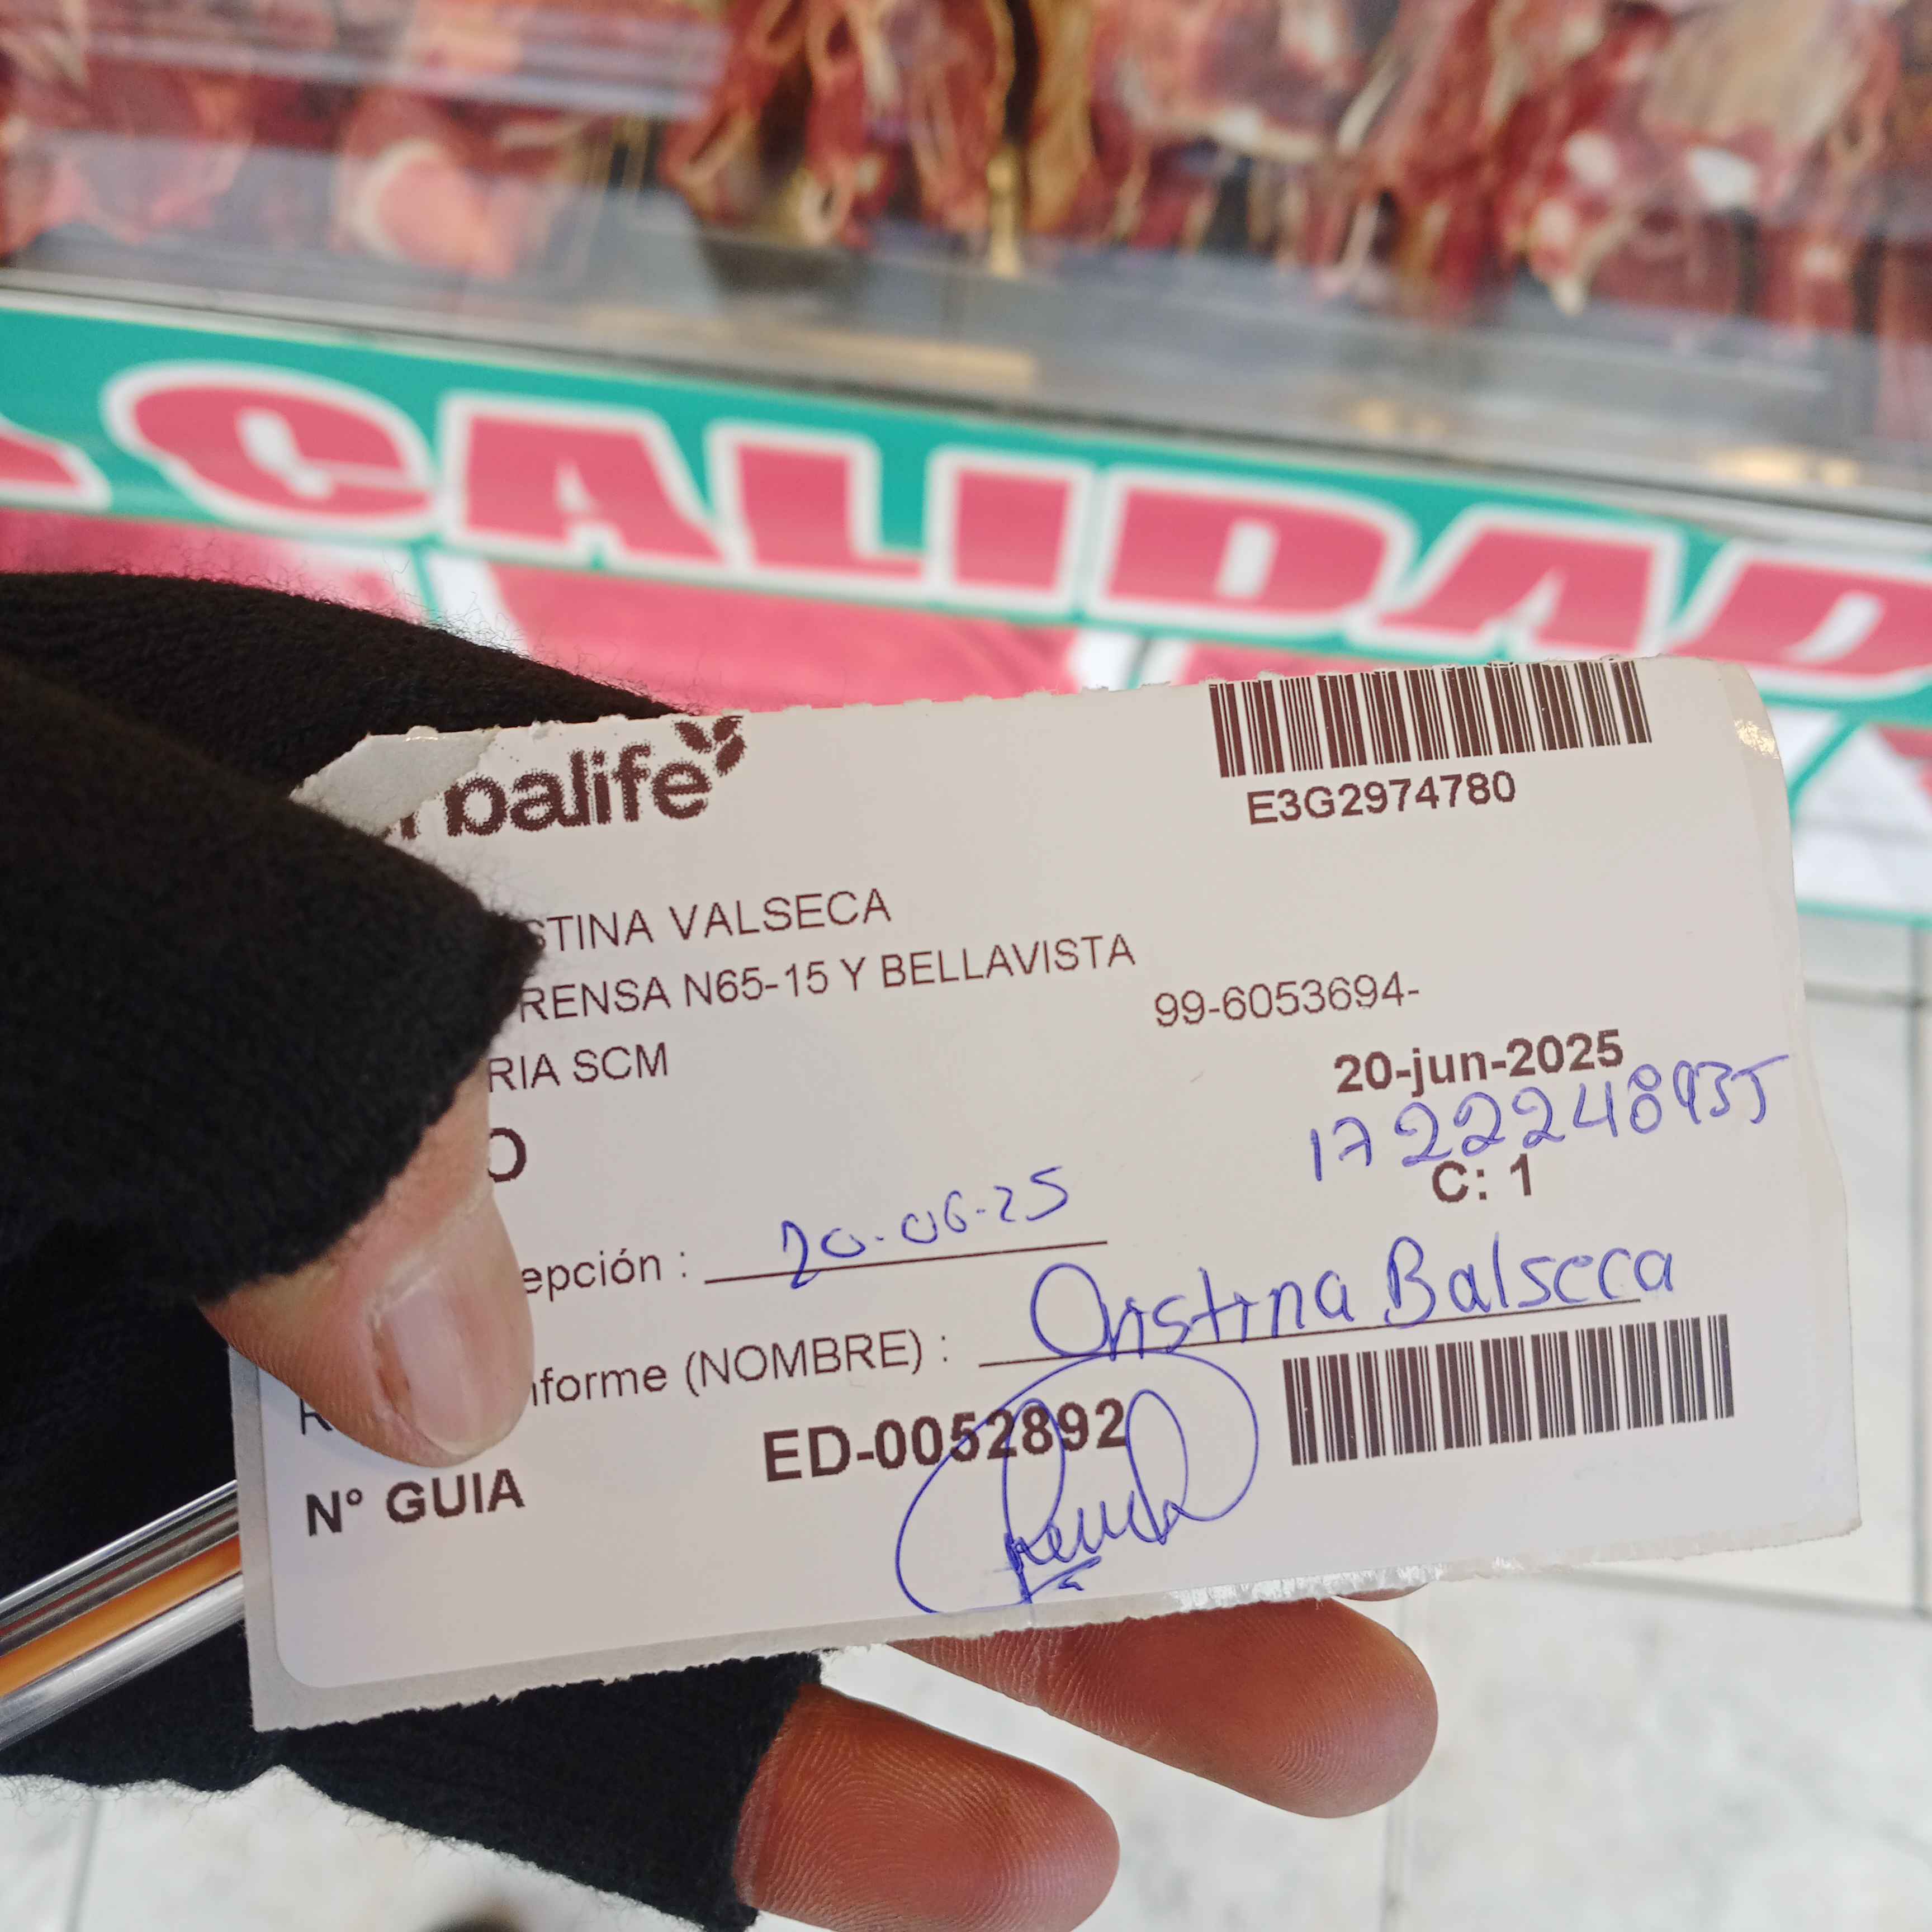 CALIDAD
rbalife
E3G2974780
STINA VALSECA
RENSA N65-15 Y BELLAVISTA
99-6053694-
RIA SCM
20-jun-2025
1722248935
O
C: 1
epción : 20-06-25
nforme (NOMBRE) : Cristina Balseca
N° GUIA ED-0052892